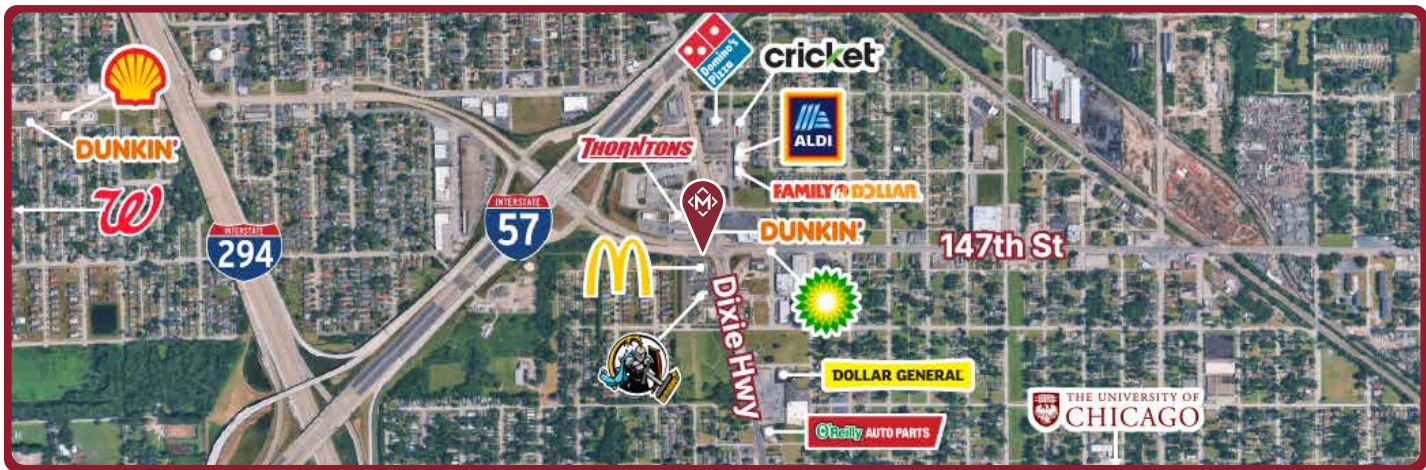 Domino's
Pizza
cricket
ALDI
DUNKIN'
THORNTONS
FAMILY DOLLAR
W
INTERSTATE
294
INTERSTATE
57
M
DUNKIN'
147th St
Dixie Hwy
DOLLAR GENERAL
O'Reilly AUTO PARTS
THE UNIVERSITY OF
CHICAGO